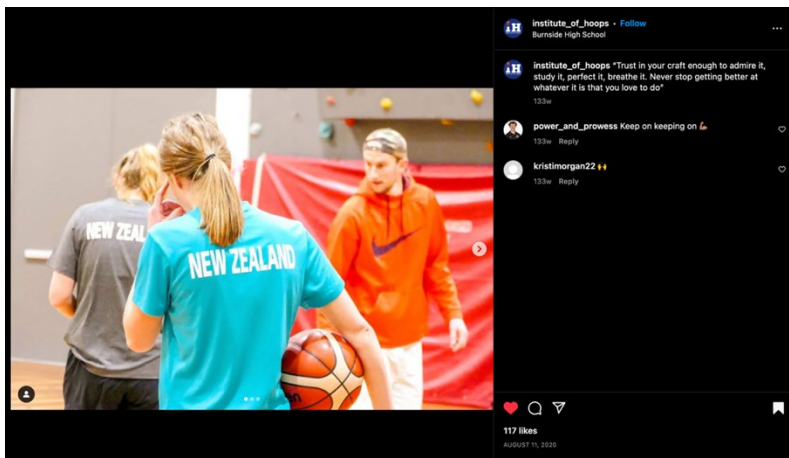 institute_of_hoops • Follow
Burnside High School
institute_of_hoops "Trust in your craft enough to admire it,
study it, perfect it, breathe it. Never stop getting better at
whatever it is that you love to do"
133w
power_and_prowess Keep on keeping on 💪🏽
133w Reply
kristimorgan22 🙌
133w Reply
NEW ZEAL
NEW ZEALAND
117 likes
AUGUST 11, 2020